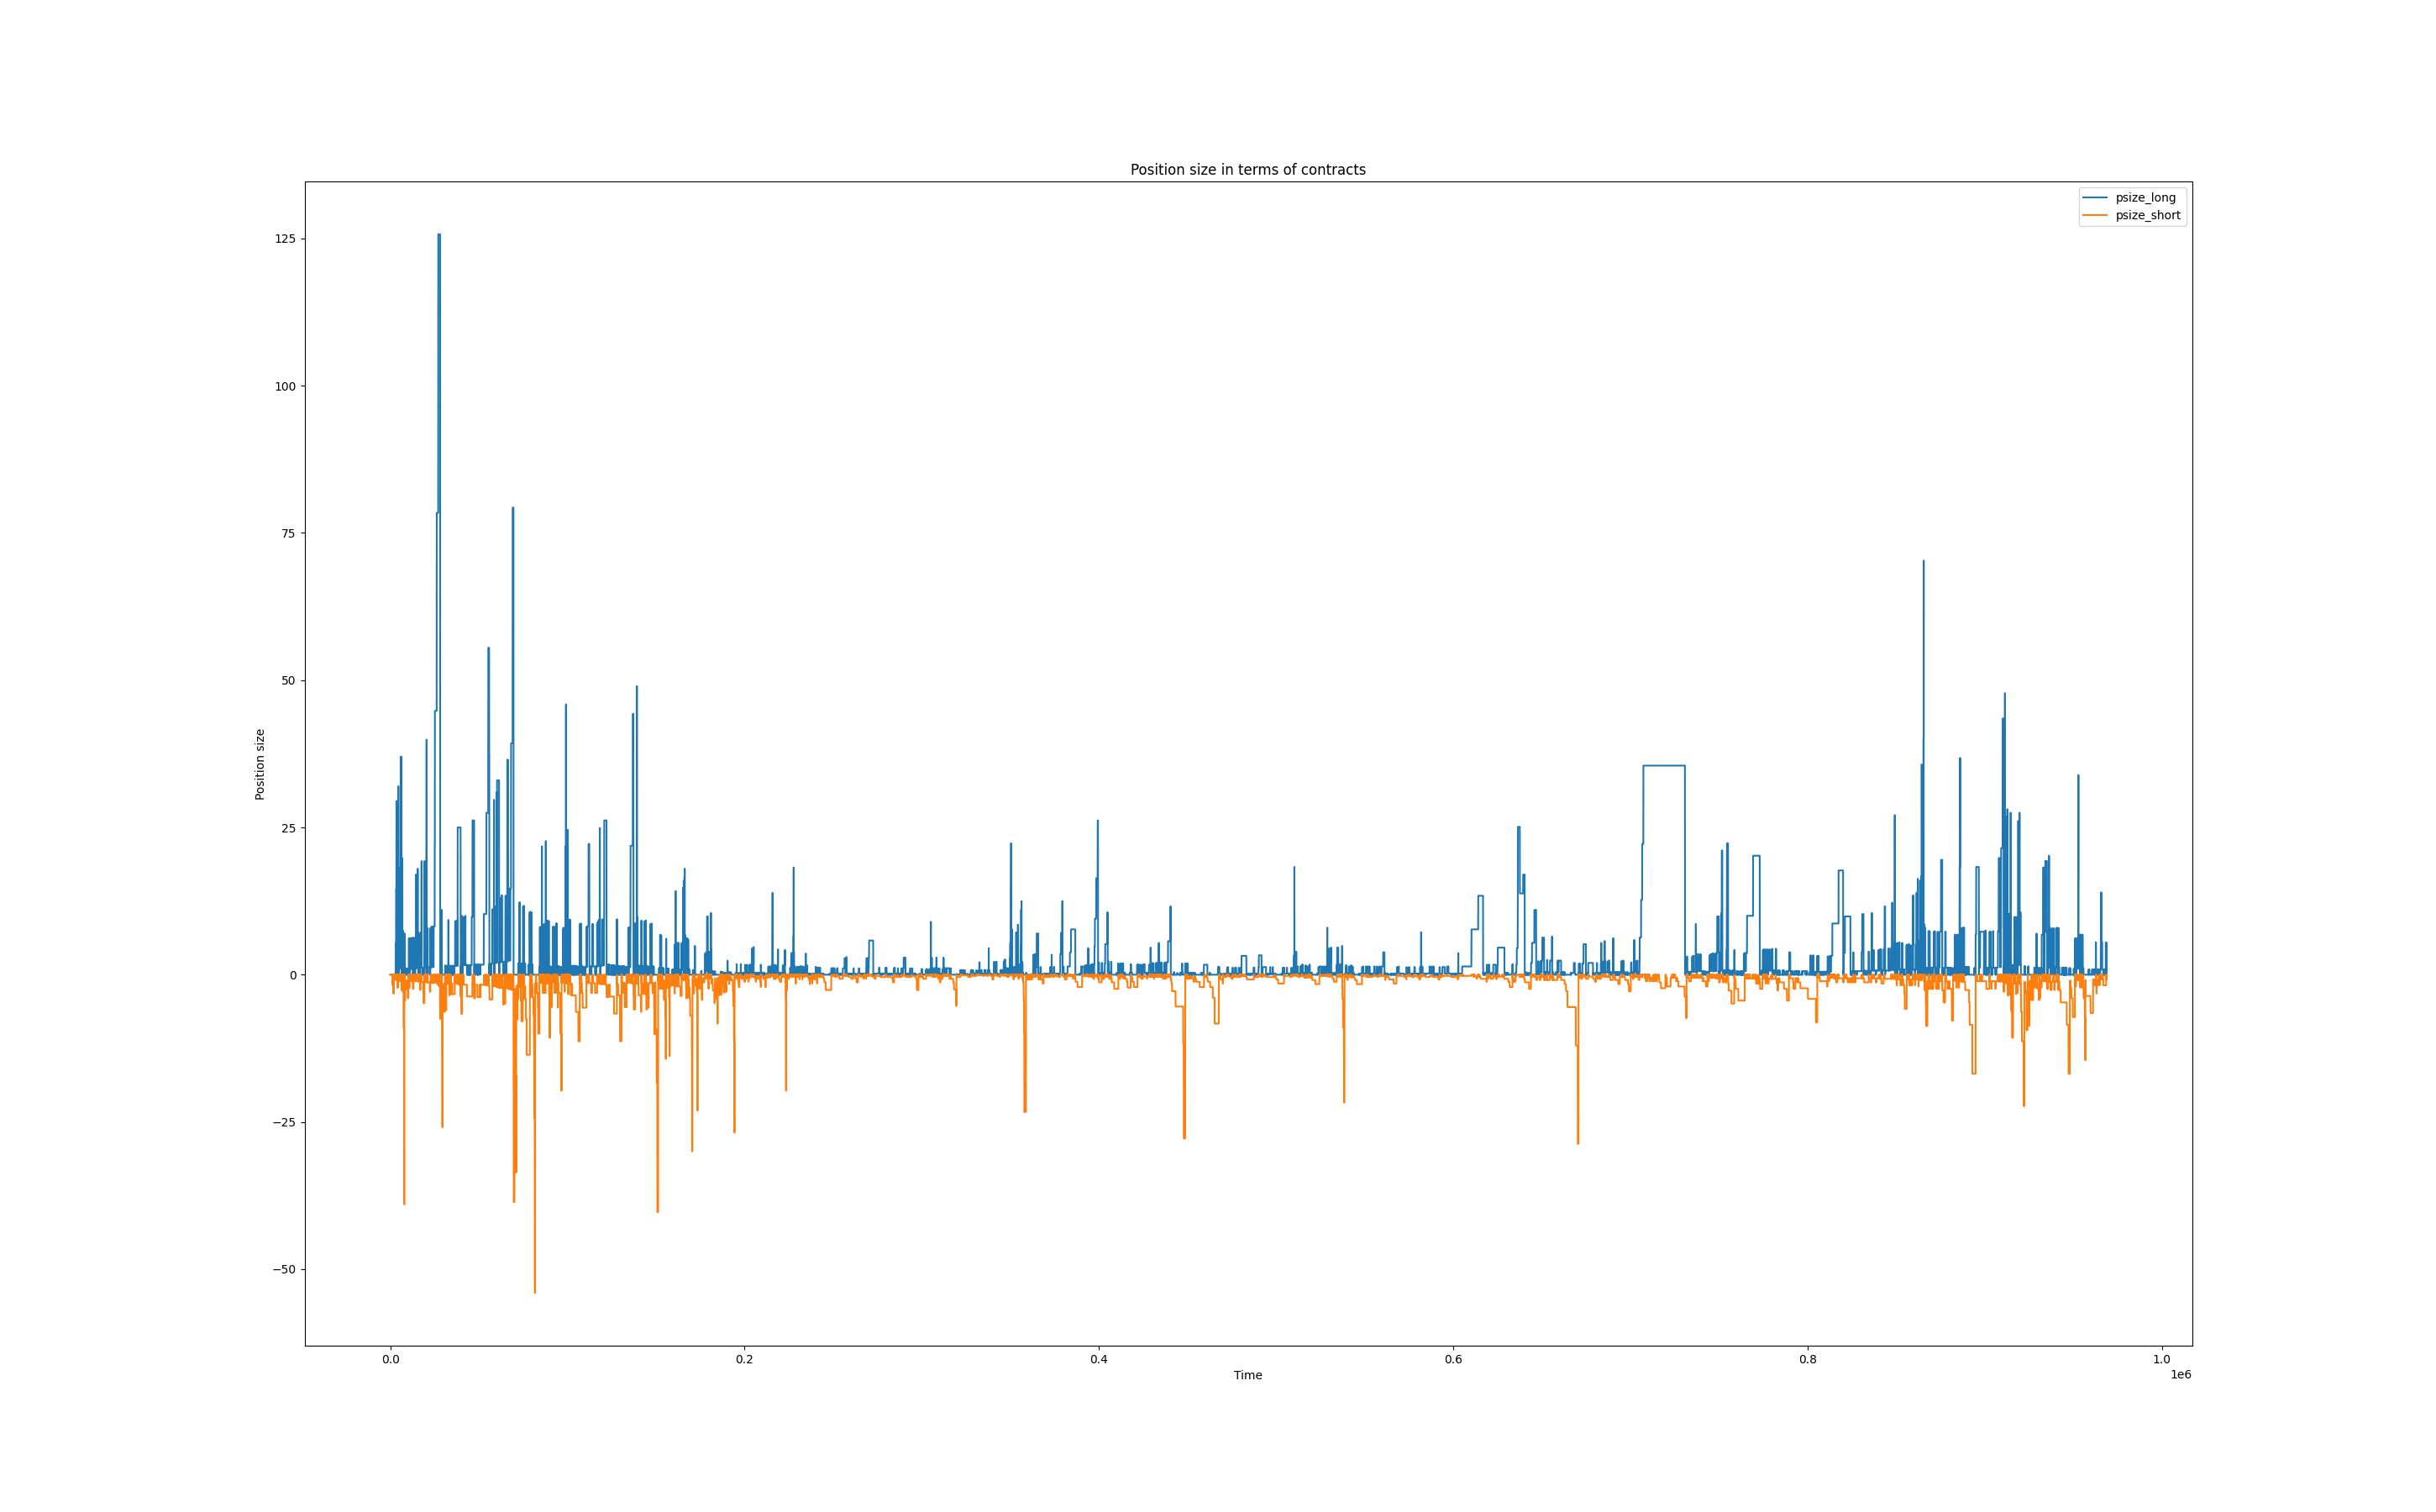 Position size in terms of contracts
psize_long
psize_short
125
100
75
50
25
0
−25
−50
Position size
0.0
0.2
0.4
0.6
0.8
1.0
Time
1e6